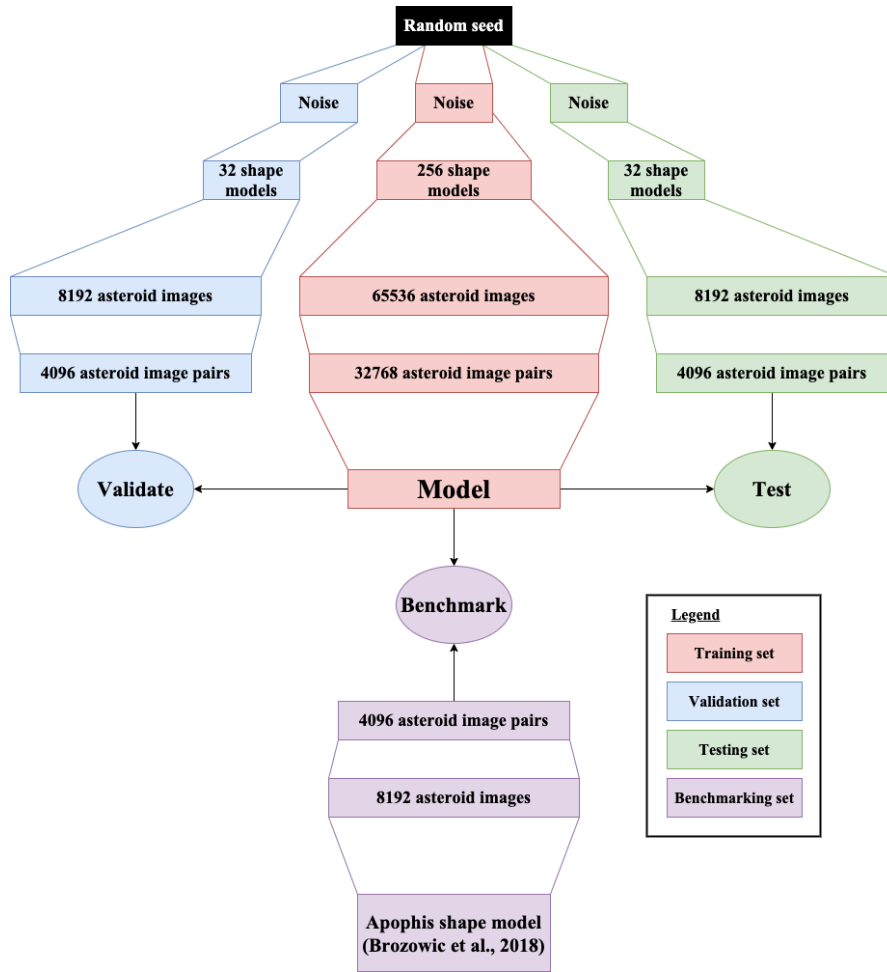 Random seed
Noise
Noise
Noise
32 shape
models
256 shape
models
32 shape
models
8192 asteroid images
65536 asteroid images
8192 asteroid images
4096 asteroid image pairs
32768 asteroid image pairs
4096 asteroid image pairs
Validate
Model
Test
Benchmark
Legend
Training set
Validation set
Testing set
Benchmarking set
4096 asteroid image pairs
8192 asteroid images
Apophis shape model
(Brozowic et al., 2018)